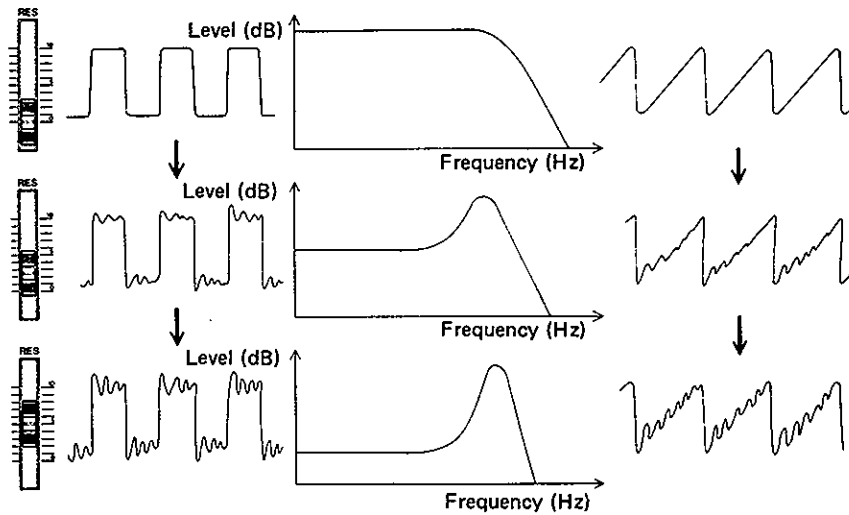 RES
Level (dB)
Frequency (Hz)
RES
Level (dB)
Frequency (Hz)
RES
Level (dB)
Frequency (Hz)